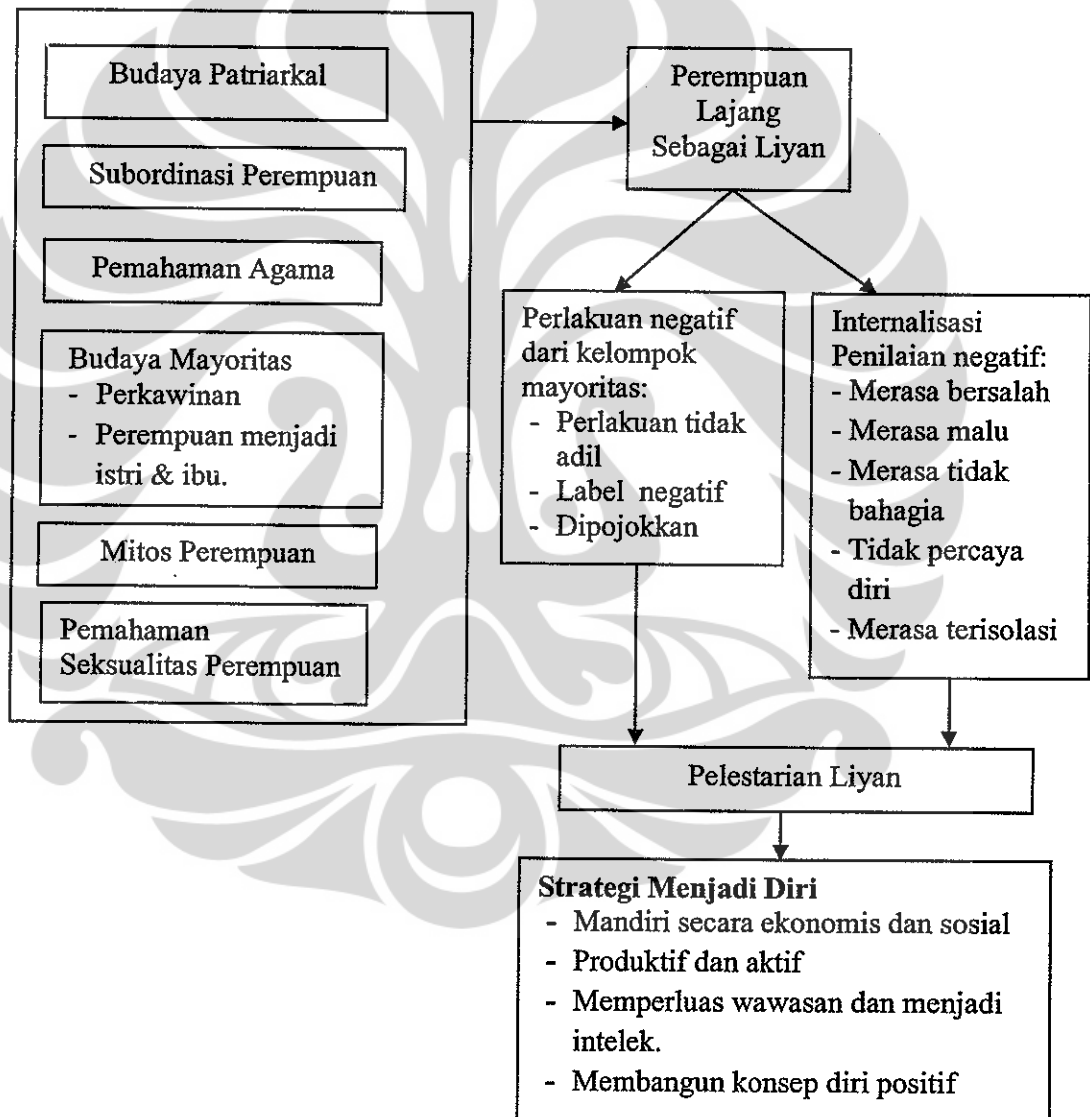 Budaya Patriarkal
Subordinasi Perempuan
Pemahaman Agama
Budaya Mayoritas
- Perkawinan
- Perempuan menjadi
istri & ibu.
Mitos Perempuan
Pemahaman
Seksualitas Perempuan
Perempuan
Lajang
Sebagai Liyan
Perlakuan negatif
dari kelompok
mayoritas:
- Perlakuan tidak
adil
- Label negatif
- Dipojokkan
Internalisasi
Penilaian negatif:
- Merasa bersalah
- Merasa malu
- Merasa tidak
bahagia
- Tidak percaya
diri
- Merasa terisolasi
Pelestarian Liyan
Strategi Menjadi Diri
- Mandiri secara ekonomis dan sosial
- Produktif dan aktif
- Memperluas wawasan dan menjadi
intelek.
- Membangun konsep diri positif